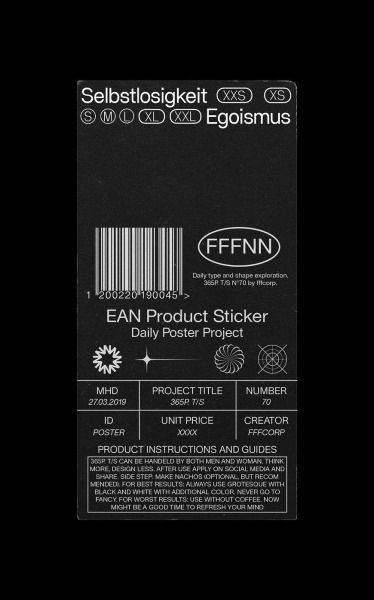 Selbstlosigkeit XXS XS
S M L XL XXL Egoismus
FFFNN
Daily type and shape exploration.
365P. T/S N°70 by fffcorp.
1 200220 190045 >
EAN Product Sticker
Daily Poster Project
MHD PROJECT TITLE NUMBER
27.03.2019 365P. T/S 70
ID UNIT PRICE CREATOR
POSTER XXXX FFFCORP
PRODUCT INSTRUCTIONS AND GUIDES
365P. T/S CAN BE HANDELD BY BOTH MEN AND WOMAN. THINK
MORE, DESIGN LESS. AFTER USE APPLY ON SOCIAL MEDIA AND
SHARE. SIDE STEP: MAKE NACHOS (OPTIONAL, BUT RECOM
MENDED). FOR BEST RESULTS: ALWAYS USE GROTESQUE WITH
BLACK AND WHITE WITH ADDITIONAL COLOR. NEVER GO TO
FANCY. FOR WORST RESULTS: USE WITHOUT COFFEE. NOW
MIGHT BE A GOOD TIME TO REFRESH YOUR MIND